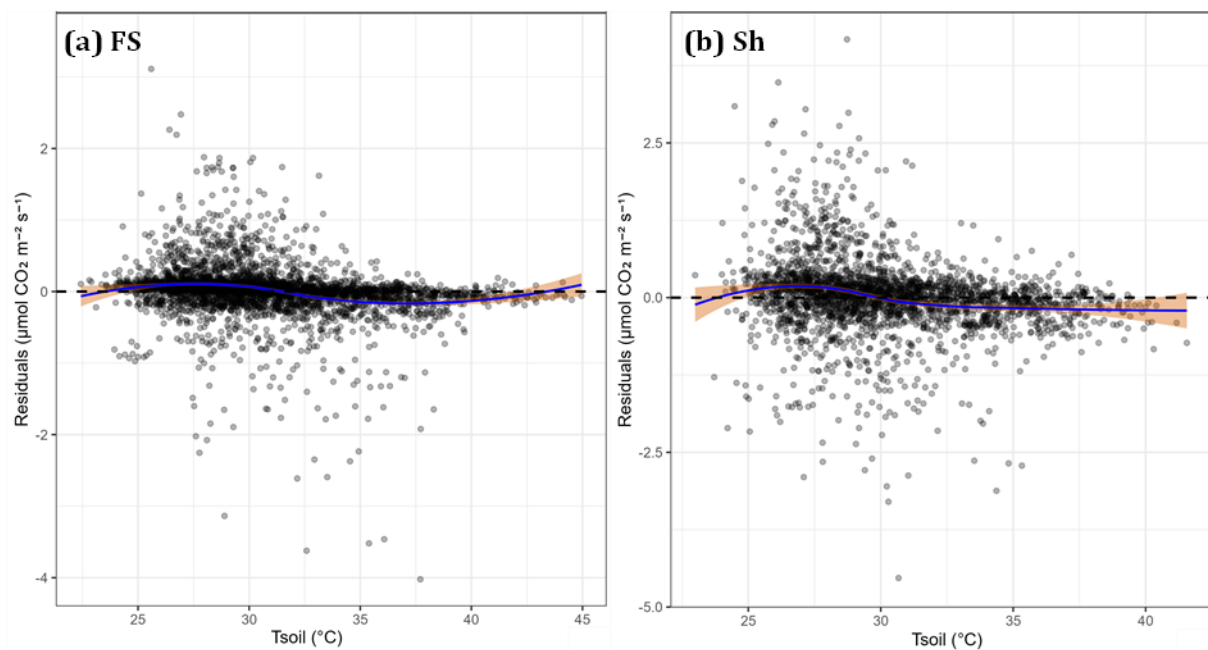 (a) FS
Residuals (μmol CO₂ m⁻² s⁻¹)
2
0
-2
-4
25
30
35
40
45
Tsoil (°C)
(b) Sh
Residuals (μmol CO₂ m⁻² s⁻¹)
2.5
0.0
-2.5
-5.0
25
30
35
40
Tsoil (°C)